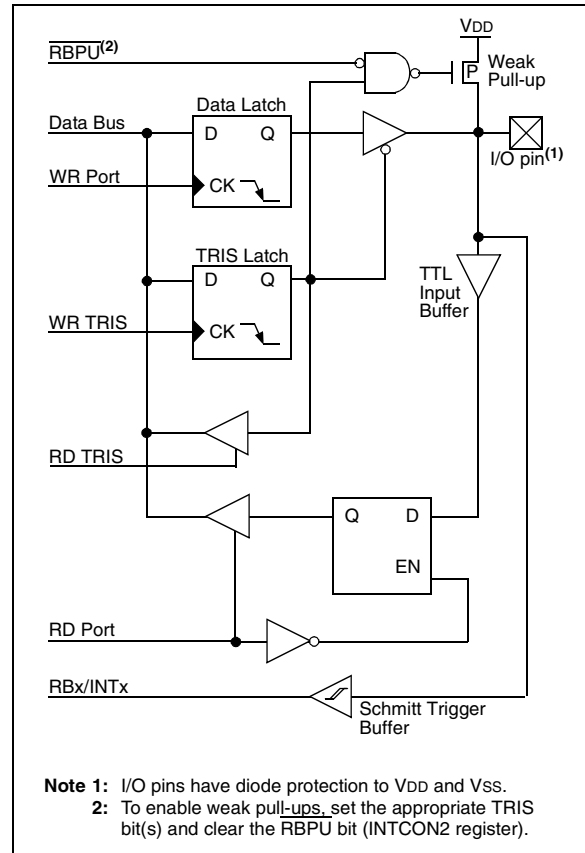 VDD
RBPU(2)
Weak
Pull-up
P
Data Latch
Data Bus
D Q
I/O pin(1)
WR Port
CK
TRIS Latch
D Q
TTL
Input
Buffer
WR TRIS
CK
RD TRIS
Q D
EN
RD Port
RBx/INTx
Schmitt Trigger
Buffer
Note 1: I/O pins have diode protection to VDD and VSS.
2: To enable weak pull-ups, set the appropriate TRIS
bit(s) and clear the RBPU bit (INTCON2 register).